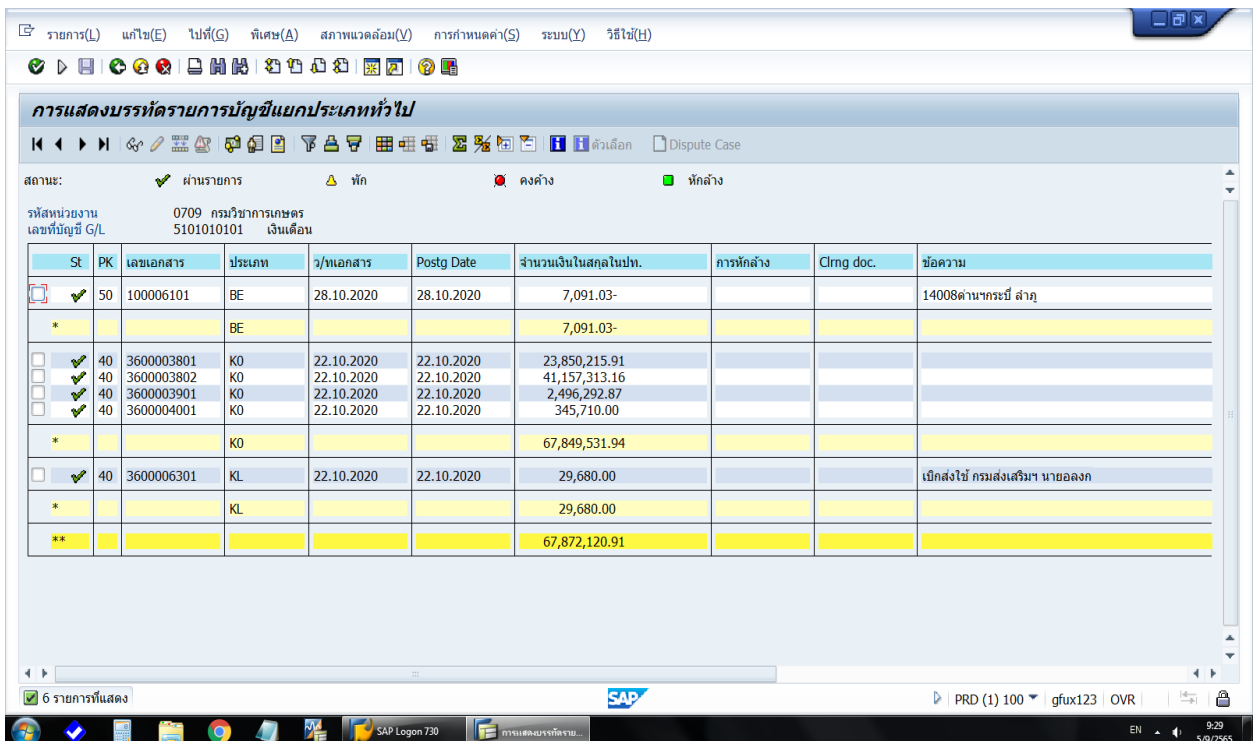 รายการ(L) แก้ไข(E) ไปที่(G) พิเศษ(A) สภาพแวดล้อม(V) การกำหนดค่า(S) ระบบ(Y) วิธีใช้(H)
การแสดงบรรทัดรายการบัญชีแยกประเภททั่วไป
ตัวเลือก Dispute Case
สถานะ: ผ่านรายการ พัก คงค้าง หักล้าง
รหัสหน่วยงาน 0709 กรมวิชาการเกษตร
เลขที่บัญชี G/L 5101010101 เงินเดือน
St PK เลขเอกสาร ประเภท ว/ทเอกสาร Postg Date จำนวนเงินในสกุลในปท. การหักล้าง Clrng doc. ข้อความ
50 100006101 BE 28.10.2020 28.10.2020 7,091.03- 14008ด่านฯกระบี่ ลำภู
* BE 7,091.03-
40 3600003801 K0 22.10.2020 22.10.2020 23,850,215.91
40 3600003802 K0 22.10.2020 22.10.2020 41,157,313.16
40 3600003901 K0 22.10.2020 22.10.2020 2,496,292.87
40 3600004001 K0 22.10.2020 22.10.2020 345,710.00
* K0 67,849,531.94
40 3600006301 KL 22.10.2020 22.10.2020 29,680.00 เบิกส่งใช้ กรมส่งเสริมฯ นายอลงก
* KL 29,680.00
** 67,872,120.91
6 รายการที่แสดง SAP PRD (1) 100 gfux123 OVR
SAP Logon 730 การแสดงบรรทัดราย... EN 9:29
5/9/2565